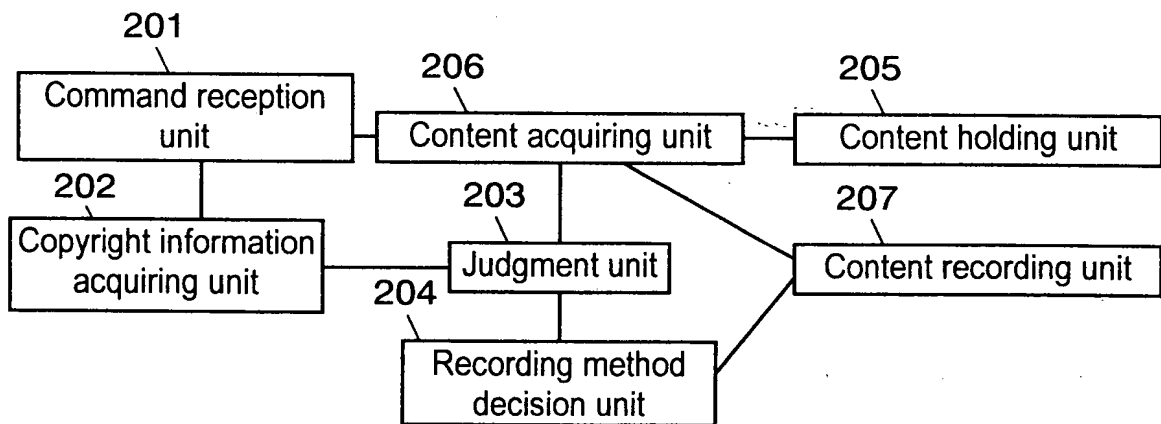 201
Command reception
unit
206
Content acquiring unit
205
Content holding unit
202
Copyright information
acquiring unit
203
Judgment unit
207
Content recording unit
204
Recording method
decision unit